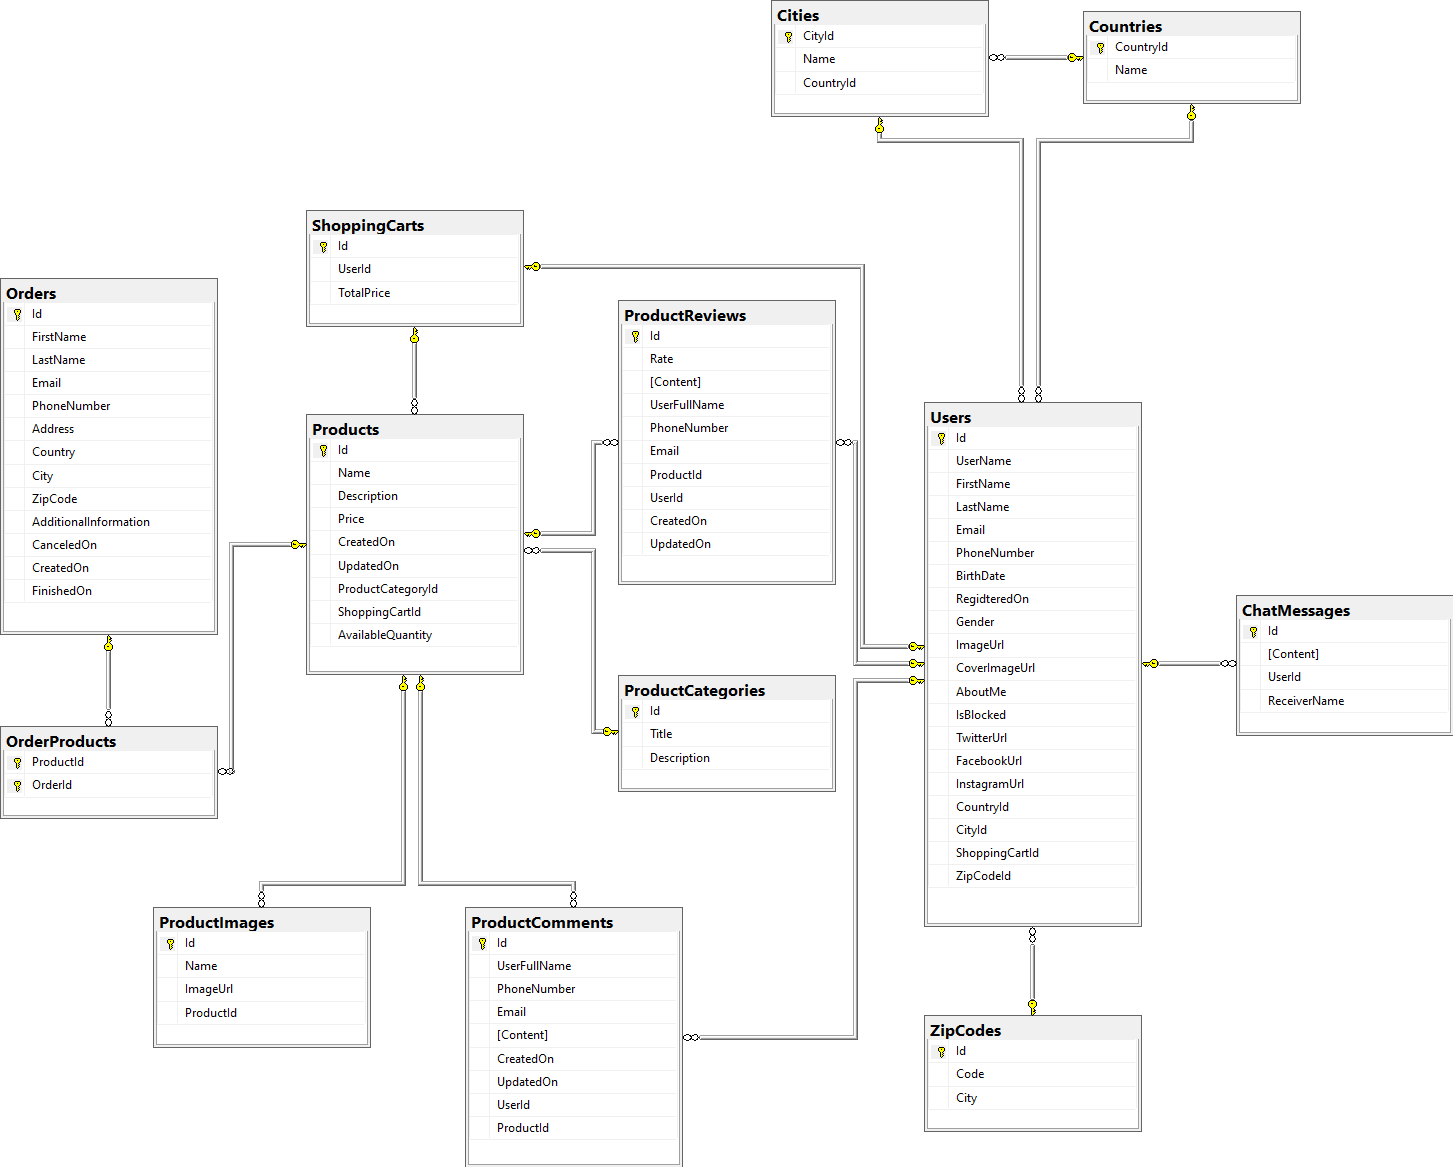 Cities
CityId
Name
CountryId
Countries
CountryId
Name
ShoppingCarts
Id
UserId
TotalPrice
Orders
Id
FirstName
LastName
Email
PhoneNumber
Address
Country
City
ZipCode
AdditionalInformation
CanceledOn
CreatedOn
FinishedOn
ProductReviews
Id
Rate
[Content]
UserFullName
PhoneNumber
Email
ProductId
UserId
CreatedOn
UpdatedOn
Products
Id
Name
Description
Price
CreatedOn
UpdatedOn
ProductCategoryId
ShoppingCartId
AvailableQuantity
Users
Id
UserName
FirstName
LastName
Email
PhoneNumber
BirthDate
RegidteredOn
Gender
ImageUrl
CoverImageUrl
AboutMe
IsBlocked
TwitterUrl
FacebookUrl
InstagramUrl
CountryId
CityId
ShoppingCartId
ZipCodeId
ChatMessages
Id
[Content]
UserId
ReceiverName
ProductCategories
Id
Title
Description
OrderProducts
ProductId
OrderId
ProductImages
Id
Name
ImageUrl
ProductId
ProductComments
Id
UserFullName
PhoneNumber
Email
[Content]
CreatedOn
UpdatedOn
UserId
ProductId
ZipCodes
Id
Code
City